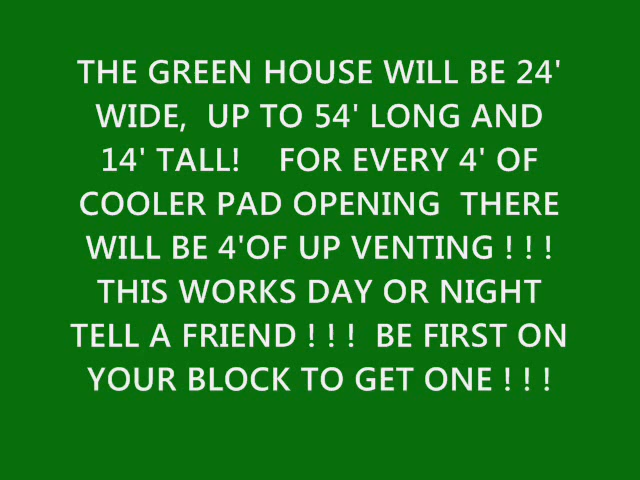 THE GREEN HOUSE WILL BE 24'
WIDE,  UP TO 54' LONG AND
14' TALL!    FOR EVERY 4' OF
COOLER PAD OPENING  THERE
WILL BE 4'OF UP VENTING ! ! !
THIS WORKS DAY OR NIGHT
TELL A FRIEND ! ! !  BE FIRST ON
YOUR BLOCK TO GET ONE ! ! !